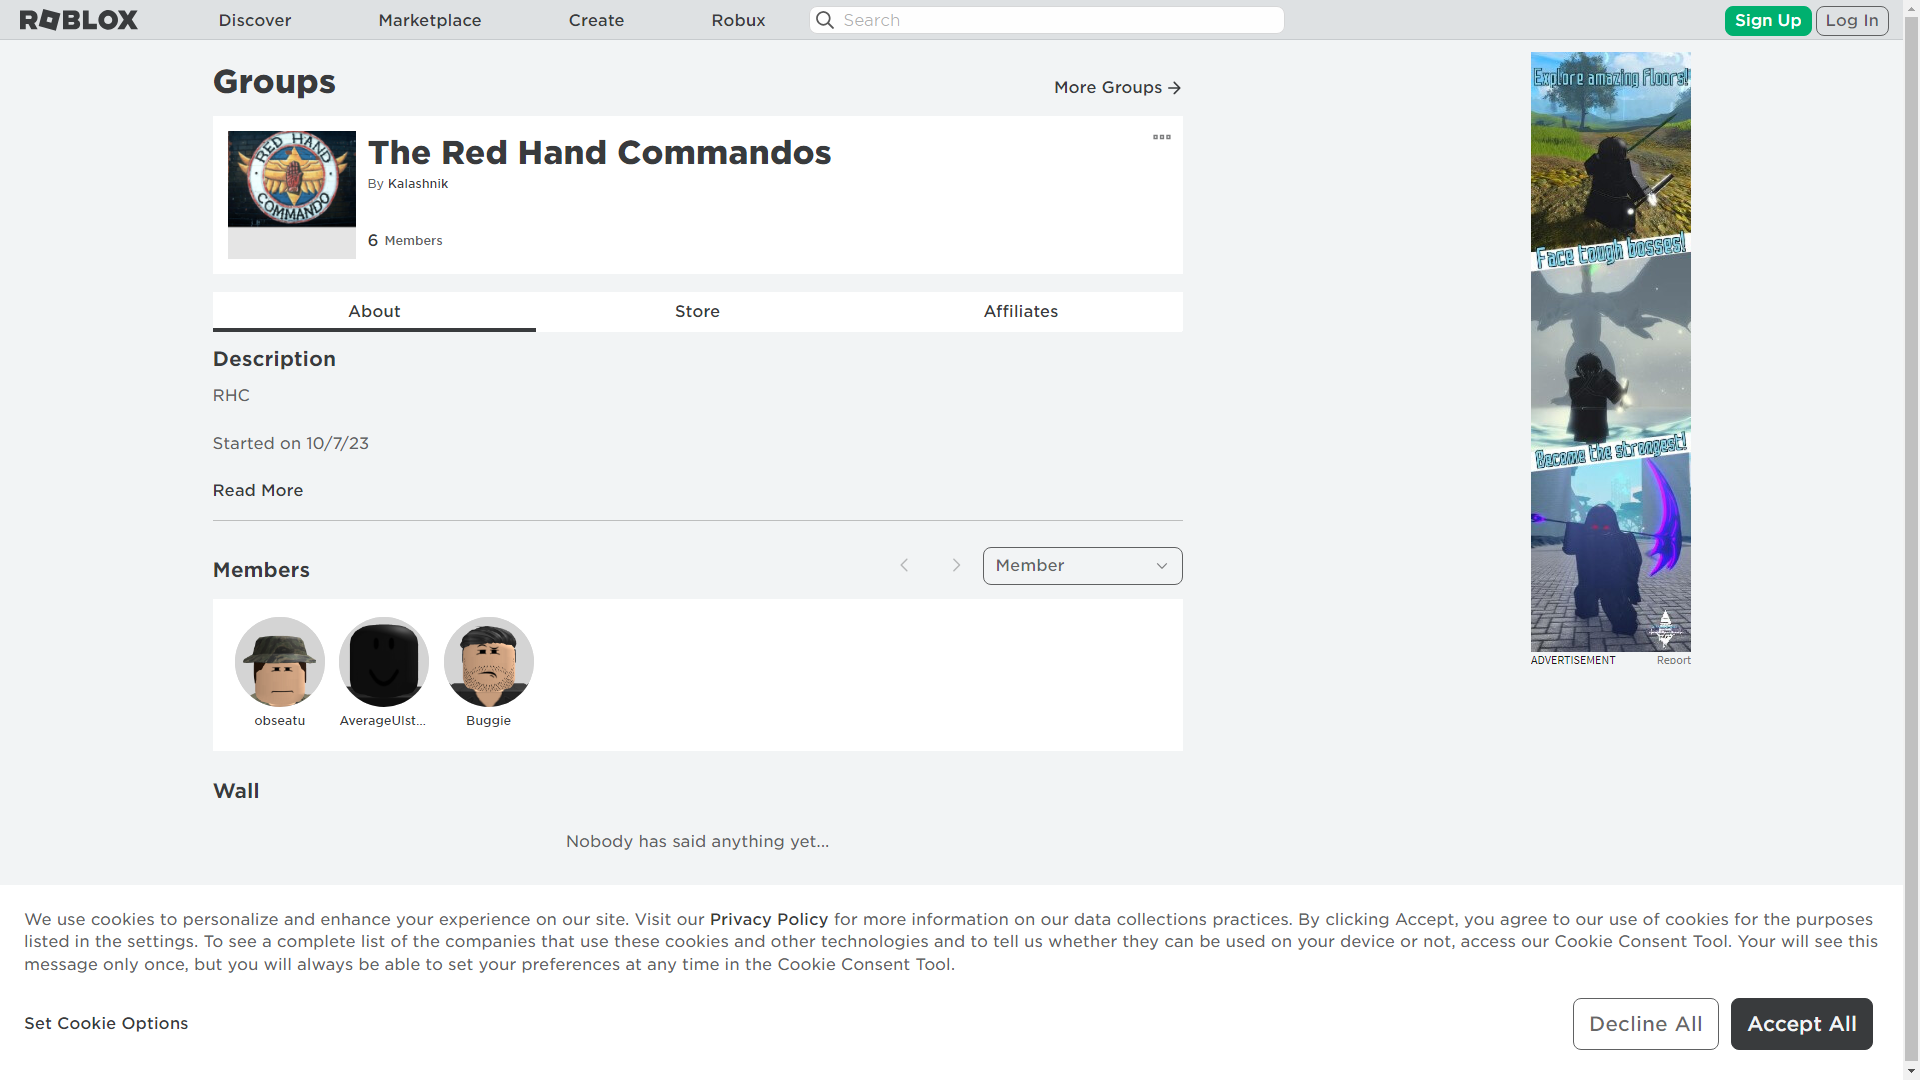 ROBLOX
Discover
Marketplace
Create
Robux
Search
Sign Up
Log In
Groups
More Groups
RED HAND
COMMANDO
The Red Hand Commandos
By Kalashnik
6 Members
About
Store
Affiliates
Description
RHC
Started on 10/7/23
Read More
Members
Member
obseatu
AverageUlst...
Buggie
Wall
Nobody has said anything yet...
Explore amazing floors!
Face tough bosses!
Become the strongest!
ADVERTISEMENT
Report
We use cookies to personalize and enhance your experience on our site. Visit our Privacy Policy for more information on our data collections practices. By clicking Accept, you agree to our use of cookies for the purposes
listed in the settings. To see a complete list of the companies that use these cookies and other technologies and to tell us whether they can be used on your device or not, access our Cookie Consent Tool. Your will see this
message only once, but you will always be able to set your preferences at any time in the Cookie Consent Tool.
Set Cookie Options
Decline All
Accept All